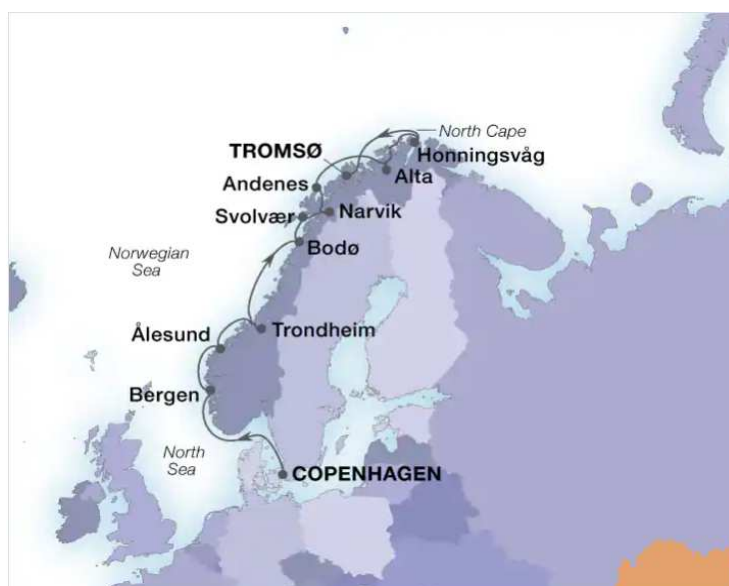 North Cape
TROMSØ
Honningsvåg
Alta
Andenes
Svolvær
Narvik
Bodø
Norwegian
Sea
Ålesund
Trondheim
Bergen
North
Sea
COPENHAGEN